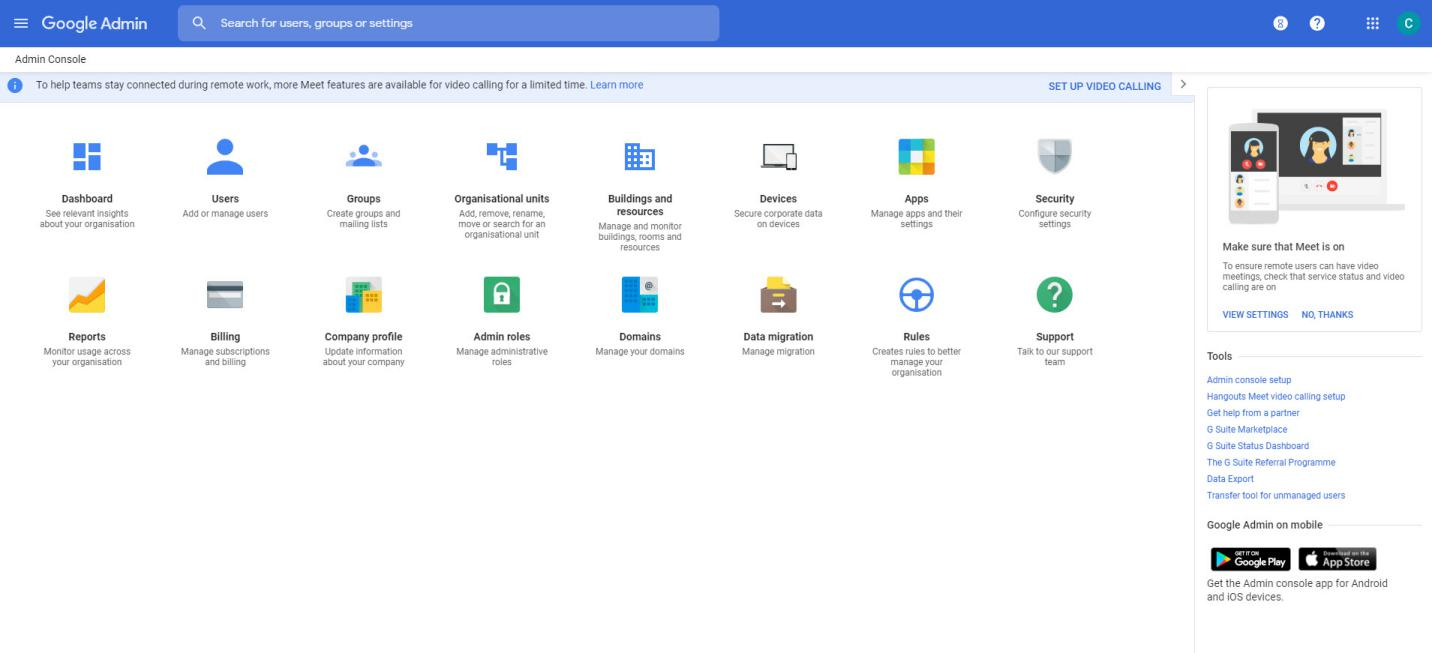 Google Admin
Search for users, groups or settings
C
Admin Console
To help teams stay connected during remote work, more Meet features are available for video calling for a limited time. Learn more
SET UP VIDEO CALLING
Dashboard
See relevant insights
about your organisation
Users
Add or manage users
Groups
Create groups and
mailing lists
Organisational units
Add, remove, rename,
move or search for an
organisational unit
Buildings and
resources
Manage and monitor
buildings, rooms and
resources
Devices
Secure corporate data
on devices
Apps
Manage apps and their
settings
Security
Configure security
settings
Reports
Monitor usage across
your organisation
Billing
Manage subscriptions
and billing
Company profile
Update information
about your company
Admin roles
Manage administrative
roles
Domains
Manage your domains
Data migration
Manage migration
Rules
Creates rules to better
manage your
organisation
Support
Talk to our support
team
Make sure that Meet is on
To ensure remote users can have video
meetings, check that service status and video
calling are on
VIEW SETTINGS NO, THANKS
Tools
Admin console setup
Hangouts Meet video calling setup
Get help from a partner
G Suite Marketplace
G Suite Status Dashboard
The G Suite Referral Programme
Data Export
Transfer tool for unmanaged users
Google Admin on mobile
GET IT ON
Google Play
Download on the
App Store
Get the Admin console app for Android
and iOS devices.